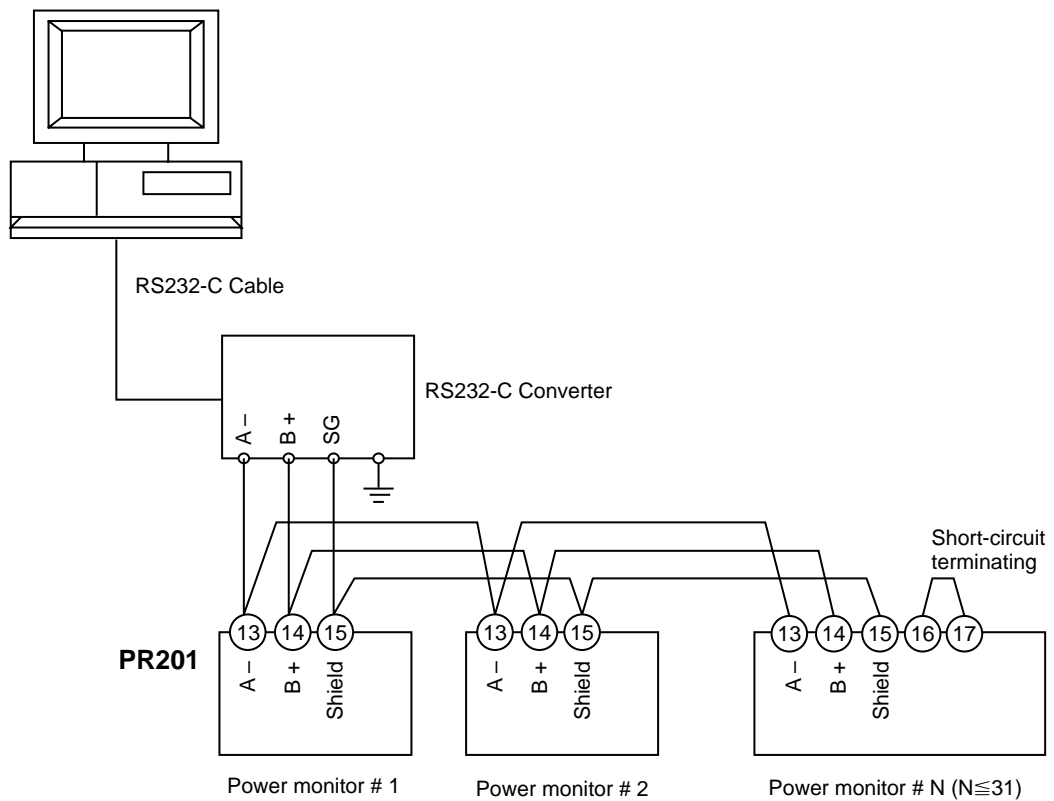 RS232-C Cable
RS232-C Converter
A –
B +
SG
Short-circuit
terminating
13
14
15
13
14
15
13
14
15
16
17
PR201
A –
B +
Shield
A –
B +
Shield
A –
B +
Shield
Power monitor # 1
Power monitor # 2
Power monitor # N (N≦31)